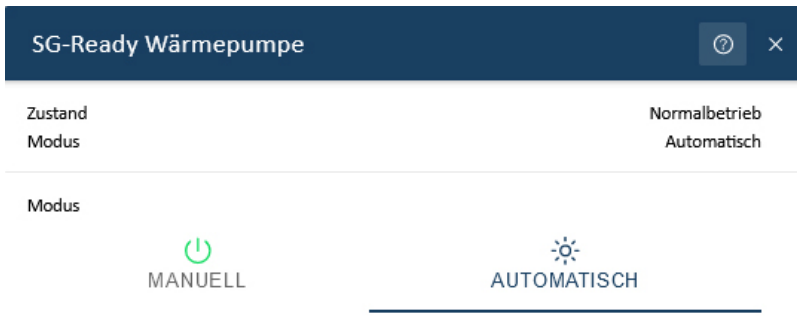 SG-Ready Wärmepumpe
Zustand Normalbetrieb
Modus Automatisch
Modus
MANUELL AUTOMATISCH